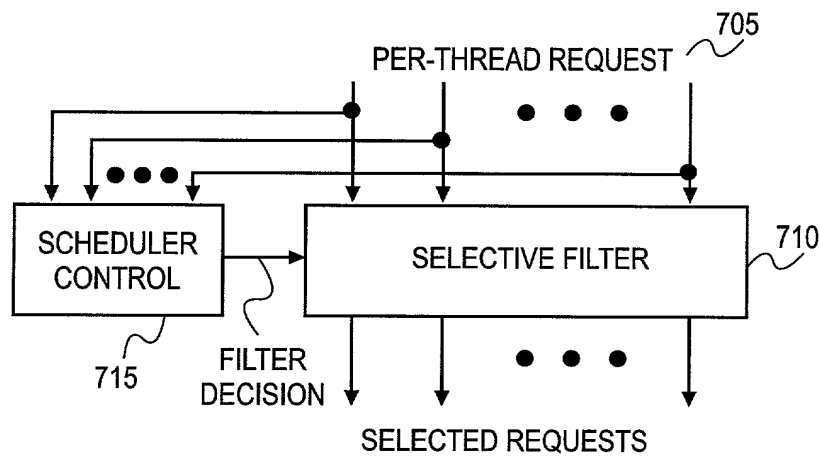 705
PER-THREAD REQUEST
SCHEDULER
CONTROL
SELECTIVE FILTER
710
715
FILTER
DECISION
SELECTED REQUESTS